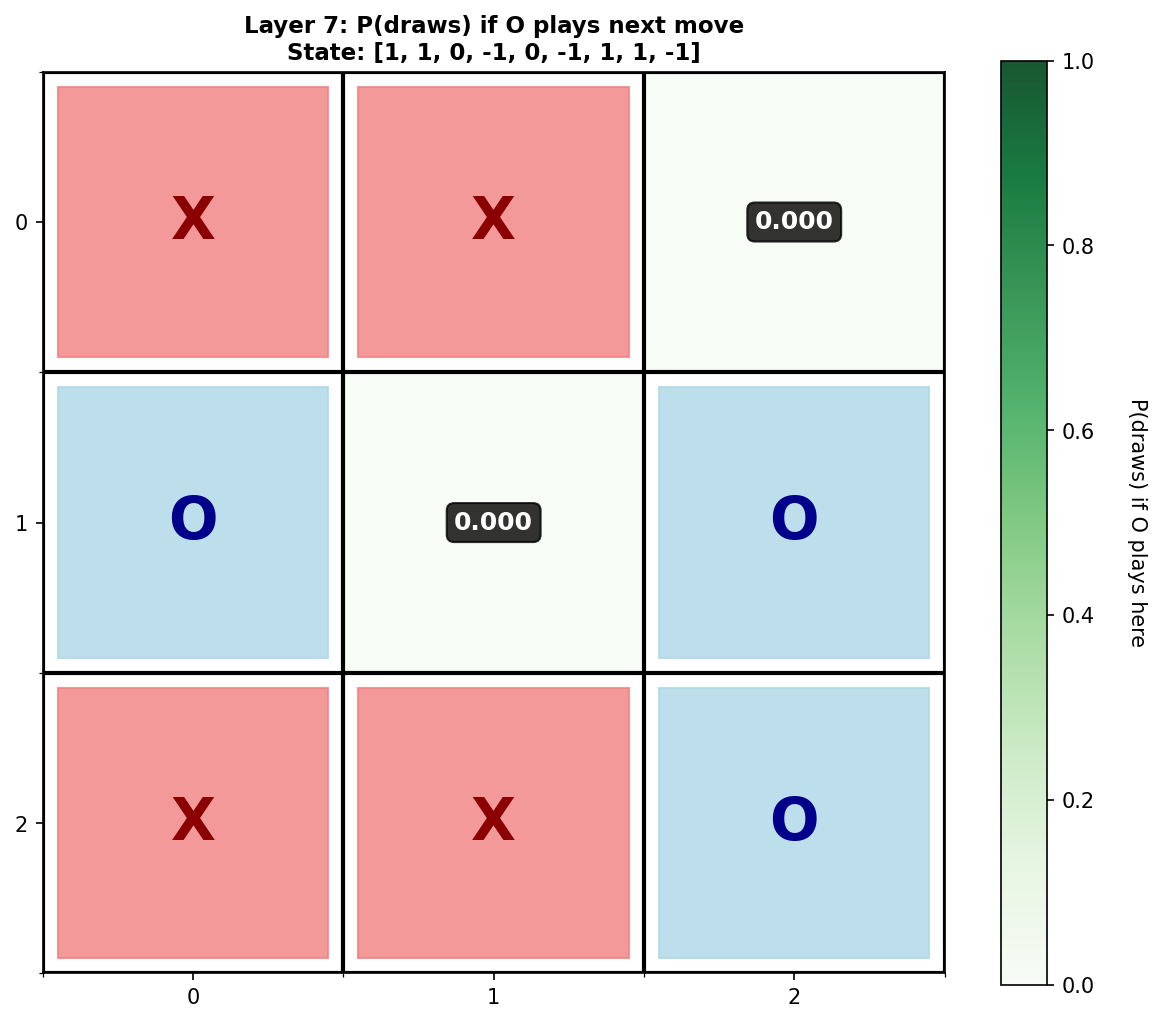 Layer 7: P(draws) if O plays next move
State: [1, 1, 0, -1, 0, -1, 1, 1, -1]
X X 0.000
O 0.000 O
X X O
0
1
2
0 1 2
1.0
0.8
0.6
0.4
0.2
0.0
P(draws) if O plays here